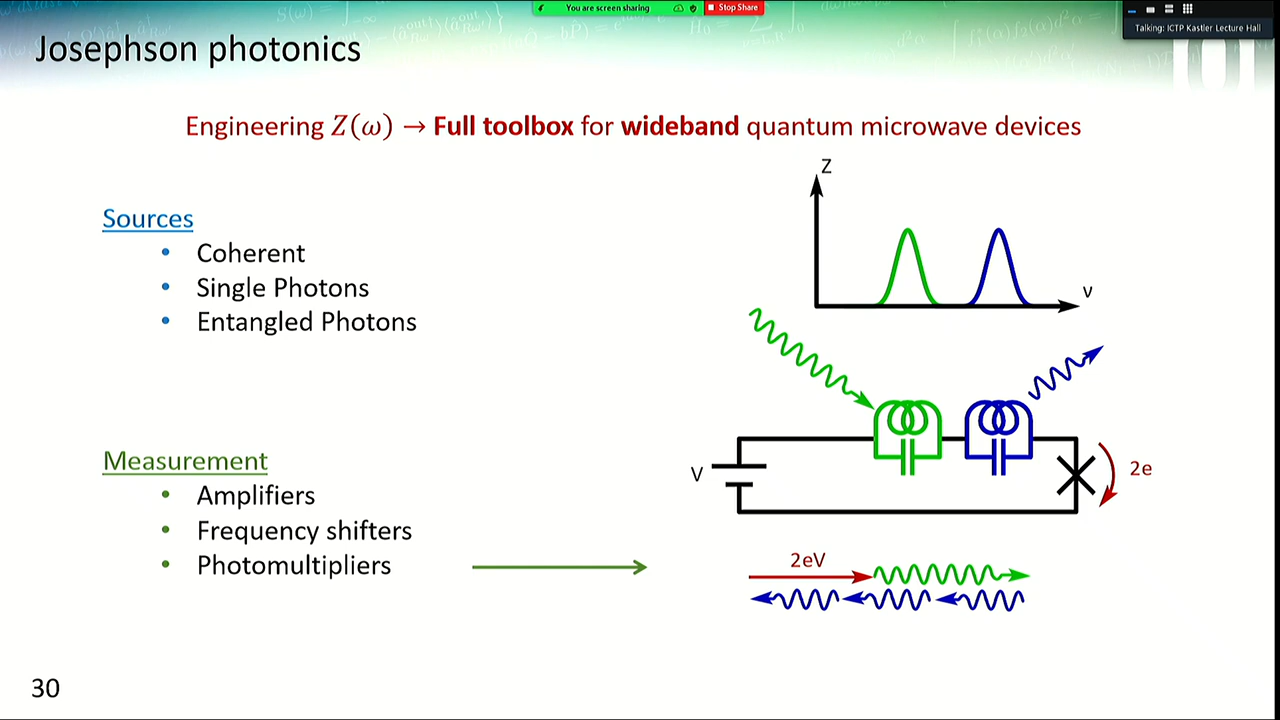 You are screen sharing
Stop Share
Talking: ICTP Kastler Lecture Hall
Josephson photonics
Engineering Z(ω) → Full toolbox for wideband quantum microwave devices
Sources
• Coherent
• Single Photons
• Entangled Photons
Measurement
• Amplifiers
• Frequency shifters
• Photomultipliers
Z
ν
V
2e
2eV
30